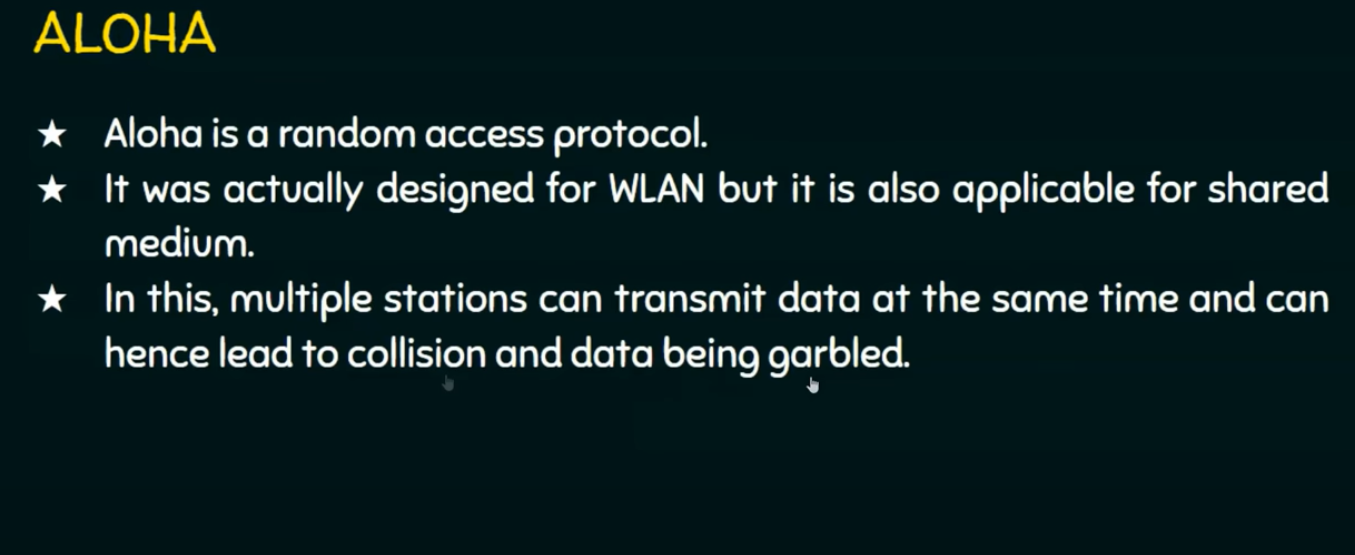 ALOHA
★ Aloha is a random access protocol.
★ It was actually designed for WLAN but it is also applicable for shared
medium.
★ In this, multiple stations can transmit data at the same time and can
hence lead to collision and data being garbled.